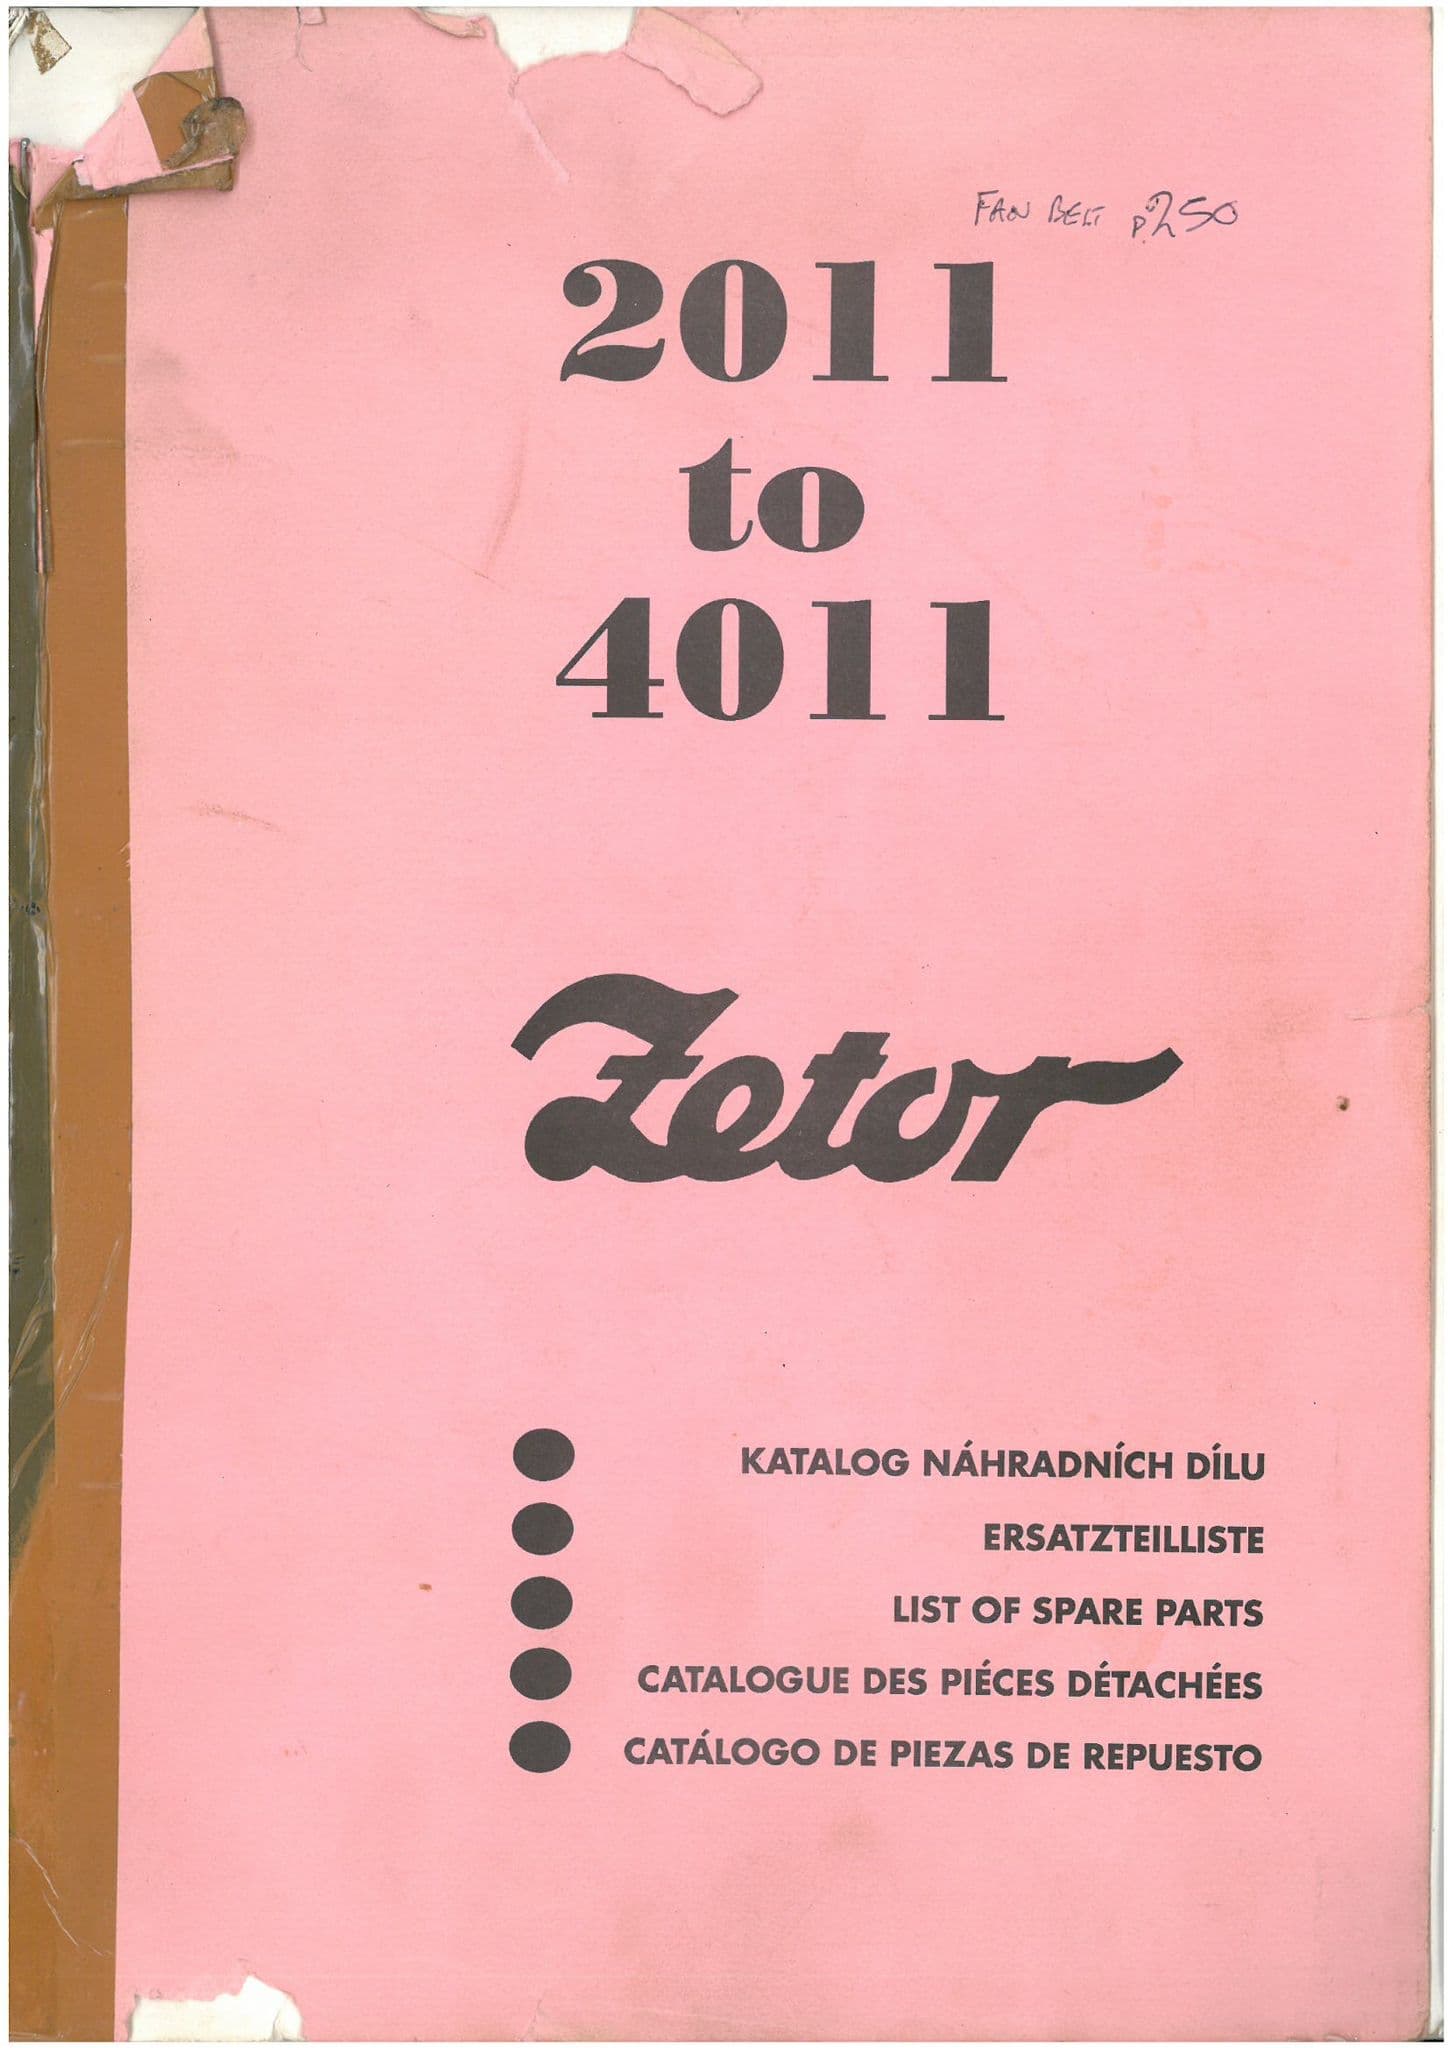 FAN BELT p.250
2011
to
4011
Zetor
KATALOG NÁHRADNÍCH DÍLU
ERSATZTEILLISTE
LIST OF SPARE PARTS
CATALOGUE DES PIÉCES DÉTACHÉES
CATÁLOGO DE PIEZAS DE REPUESTO